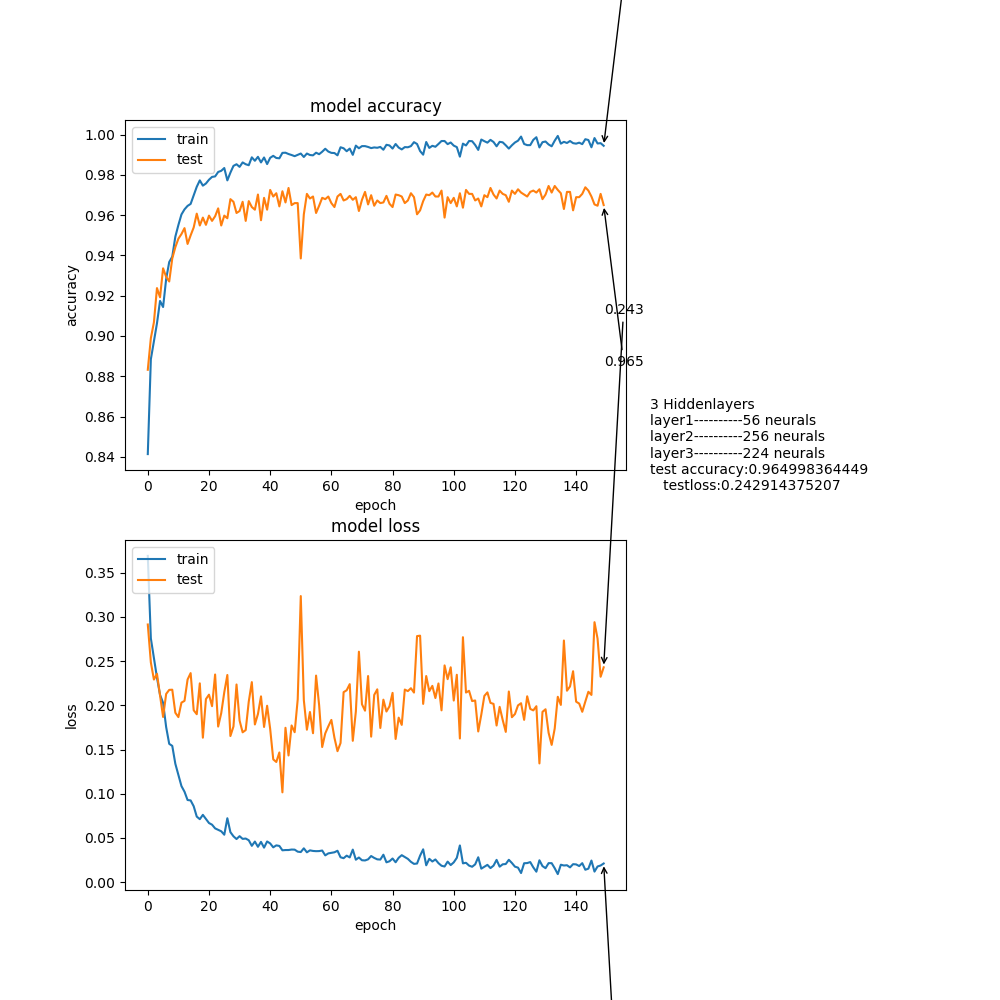 model accuracy
train
test
1.00
0.98
0.96
0.94
0.92
0.90
0.88
0.86
0.84
accuracy
0 20 40 60 80 100 120 140
epoch
0.243
0.965
3 Hiddenlayers
layer1----------56 neurals
layer2----------256 neurals
layer3----------224 neurals
test accuracy:0.964998364449
testloss:0.242914375207
model loss
train
test
0.35
0.30
0.25
0.20
0.15
0.10
0.05
0.00
loss
0 20 40 60 80 100 120 140
epoch